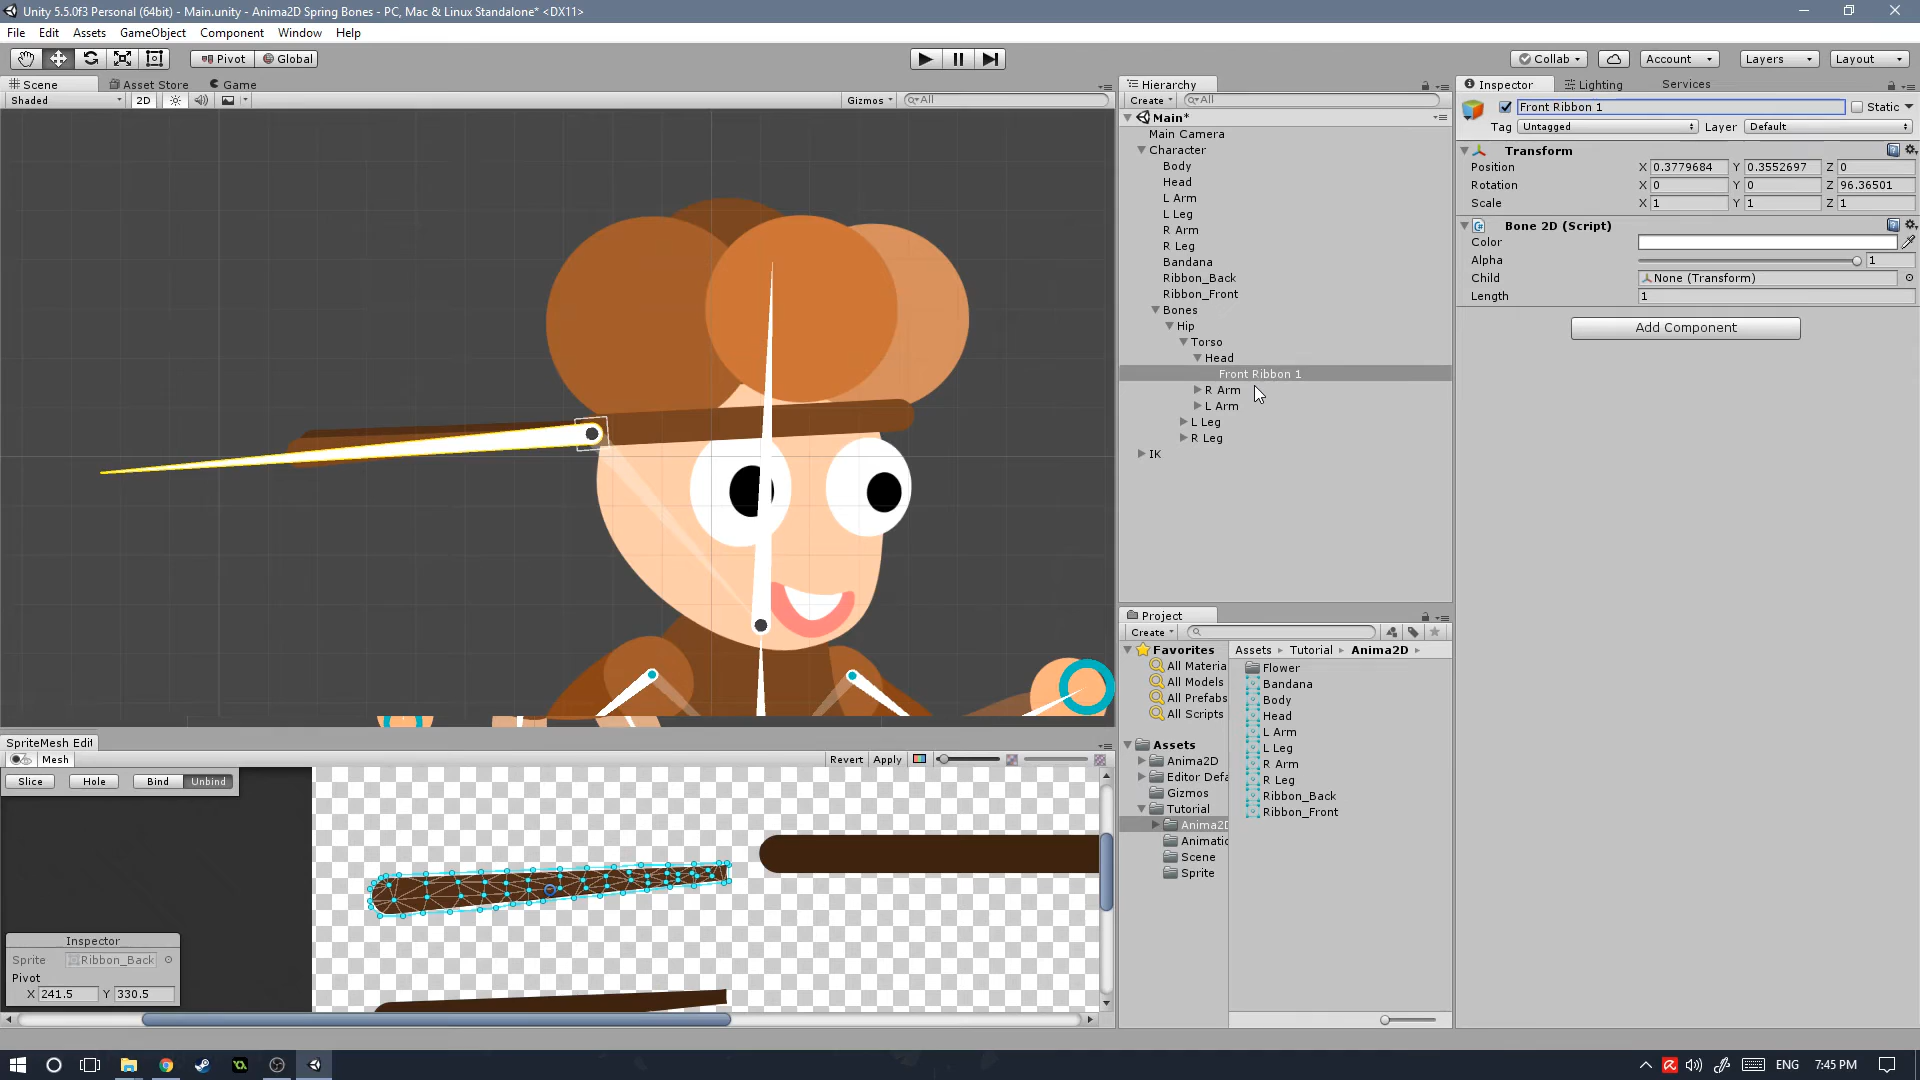 Unity 5.5.0f3 Personal (64bit) - Main.unity - Anima2D Spring Bones - PC, Mac & Linux Standalone* <DX11>
File Edit Assets GameObject Component Window Help
Pivot Global Collab Account Layers Layout
Scene Asset Store Game
Shaded 2D Gizmos All
Hierarchy
Create All
Main*
Main Camera
Character
Body
Head
L Arm
L Leg
R Arm
R Leg
Bandana
Ribbon_Back
Ribbon_Front
Bones
Hip
Torso
Head
Front Ribbon 1
R Arm
L Arm
L Leg
R Leg
IK
Inspector Lighting Services
Front Ribbon 1 Static
Tag Untagged Layer Default
Transform
Position X 0.3779684 Y 0.3552697 Z 0
Rotation X 0 Y 0 Z 96.36501
Scale X 1 Y 1 Z 1
Bone 2D (Script)
Color
Alpha 1
Child None (Transform)
Length 1
Add Component
Project
Create
Favorites
All Materia
All Models
All Prefabs
All Scripts
Assets
Anima2D
Editor Defa
Gizmos
Tutorial
Anima2D
Animatic
Scene
Sprite
Assets Tutorial Anima2D
Flower
Bandana
Body
Head
L Arm
L Leg
R Arm
R Leg
Ribbon_Back
Ribbon_Front
SpriteMesh Edit
Mesh Revert Apply
Slice Hole Bind Unbind
Inspector
Sprite Ribbon_Back
Pivot
X 241.5 Y 330.5
ENG 7:45 PM